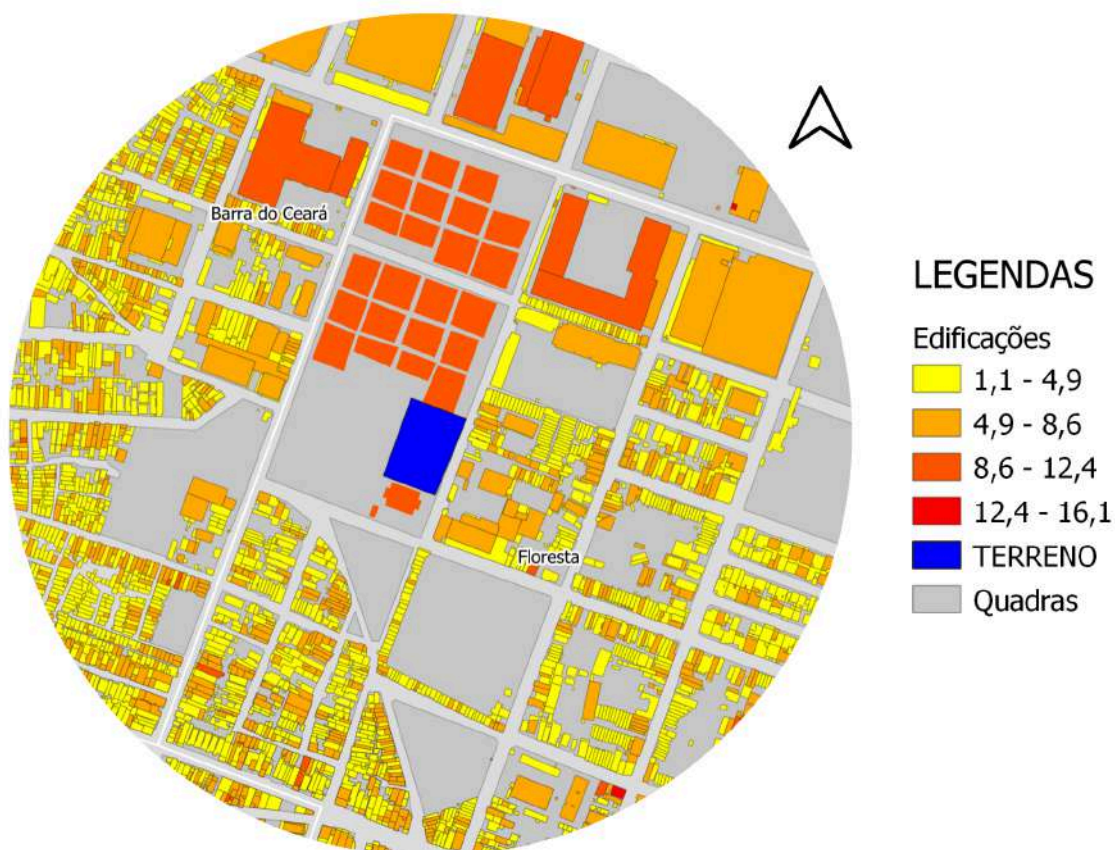 Barra do Ceará
Floresta
LEGENDAS
Edificações
1,1 - 4,9
4,9 - 8,6
8,6 - 12,4
12,4 - 16,1
TERRENO
Quadras